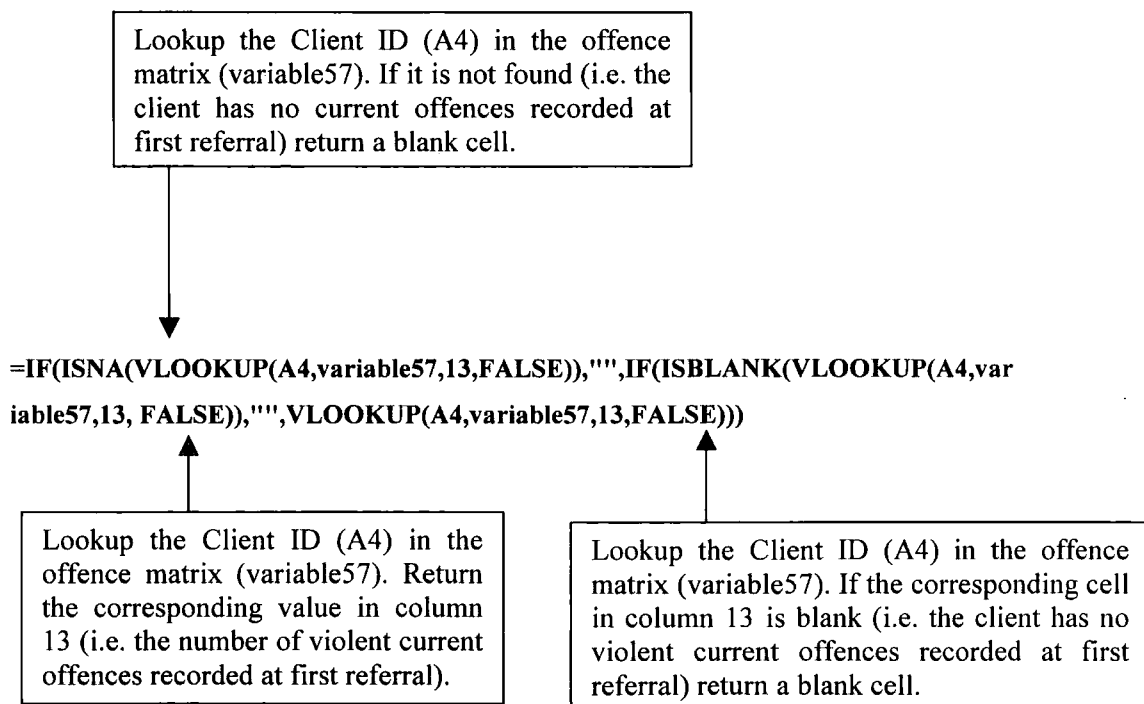 Lookup the Client ID (A4) in the offence
matrix (variable57). If it is not found (i.e. the
client has no current offences recorded at
first referral) return a blank cell.
=IF(ISNA(VLOOKUP(A4,variable57,13,FALSE)),"",IF(ISBLANK(VLOOKUP(A4,var
iable57,13, FALSE)),"",VLOOKUP(A4,variable57,13,FALSE)))
Lookup the Client ID (A4) in the
offence matrix (variable57). Return
the corresponding value in column
13 (i.e. the number of violent current
offences recorded at first referral).
Lookup the Client ID (A4) in the offence
matrix (variable57). If the corresponding cell
in column 13 is blank (i.e. the client has no
violent current offences recorded at first
referral) return a blank cell.